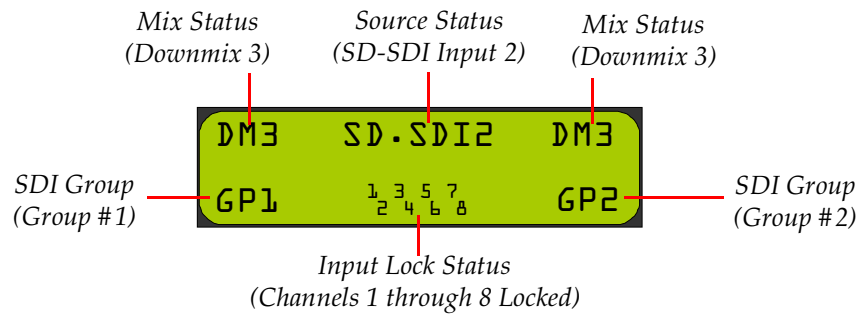 Mix Status
(Downmix 3)
Source Status
(SD-SDI Input 2)
Mix Status
(Downmix 3)
DM3 SD.SDI2 DM3
SDI Group
(Group #1)
GP1 1 2 3 4 5 6 7 8 GP2
SDI Group
(Group #2)
Input Lock Status
(Channels 1 through 8 Locked)